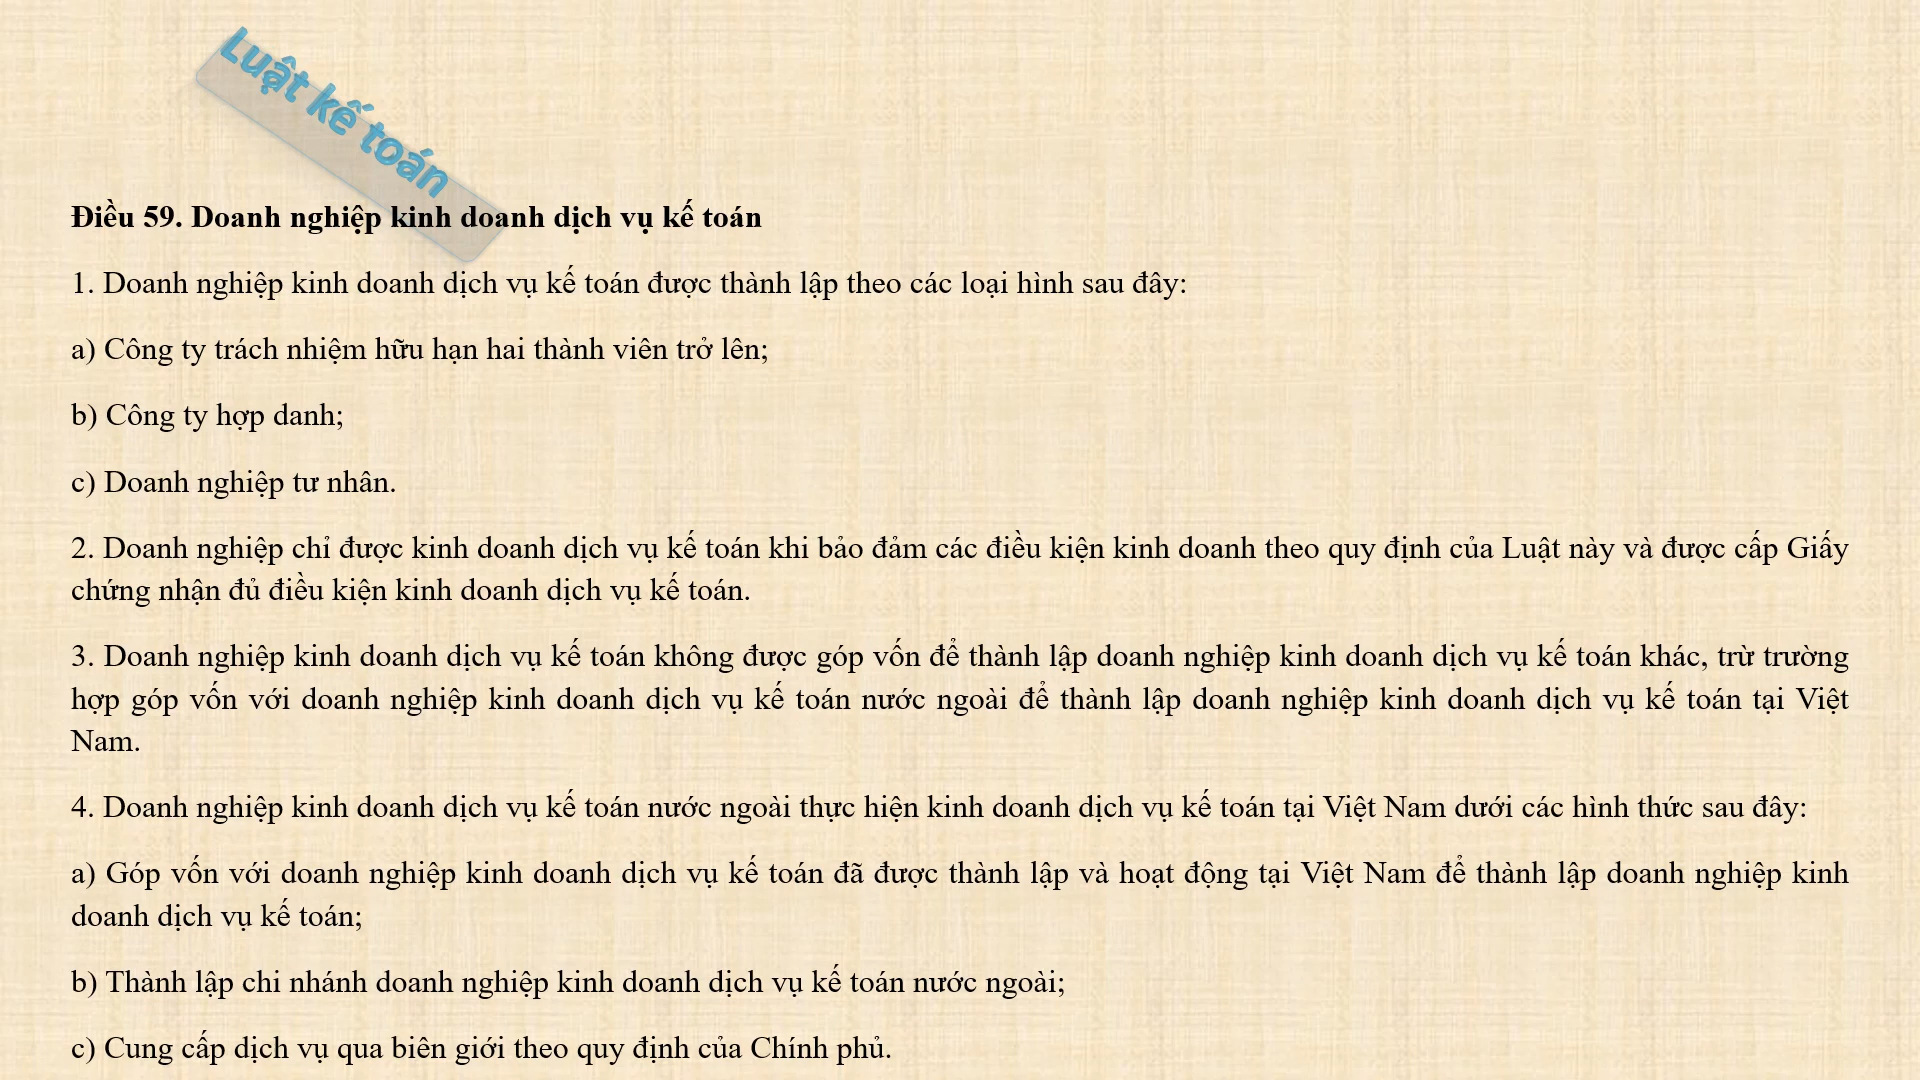 Luật kế toán
Điều 59. Doanh nghiệp kinh doanh dịch vụ kế toán
1. Doanh nghiệp kinh doanh dịch vụ kế toán được thành lập theo các loại hình sau đây:
a) Công ty trách nhiệm hữu hạn hai thành viên trở lên;
b) Công ty hợp danh;
c) Doanh nghiệp tư nhân.
2. Doanh nghiệp chỉ được kinh doanh dịch vụ kế toán khi bảo đảm các điều kiện kinh doanh theo quy định của Luật này và được cấp Giấy
chứng nhận đủ điều kiện kinh doanh dịch vụ kế toán.
3. Doanh nghiệp kinh doanh dịch vụ kế toán không được góp vốn để thành lập doanh nghiệp kinh doanh dịch vụ kế toán khác, trừ trường
hợp góp vốn với doanh nghiệp kinh doanh dịch vụ kế toán nước ngoài để thành lập doanh nghiệp kinh doanh dịch vụ kế toán tại Việt
Nam.
4. Doanh nghiệp kinh doanh dịch vụ kế toán nước ngoài thực hiện kinh doanh dịch vụ kế toán tại Việt Nam dưới các hình thức sau đây:
a) Góp vốn với doanh nghiệp kinh doanh dịch vụ kế toán đã được thành lập và hoạt động tại Việt Nam để thành lập doanh nghiệp kinh
doanh dịch vụ kế toán;
b) Thành lập chi nhánh doanh nghiệp kinh doanh dịch vụ kế toán nước ngoài;
c) Cung cấp dịch vụ qua biên giới theo quy định của Chính phủ.